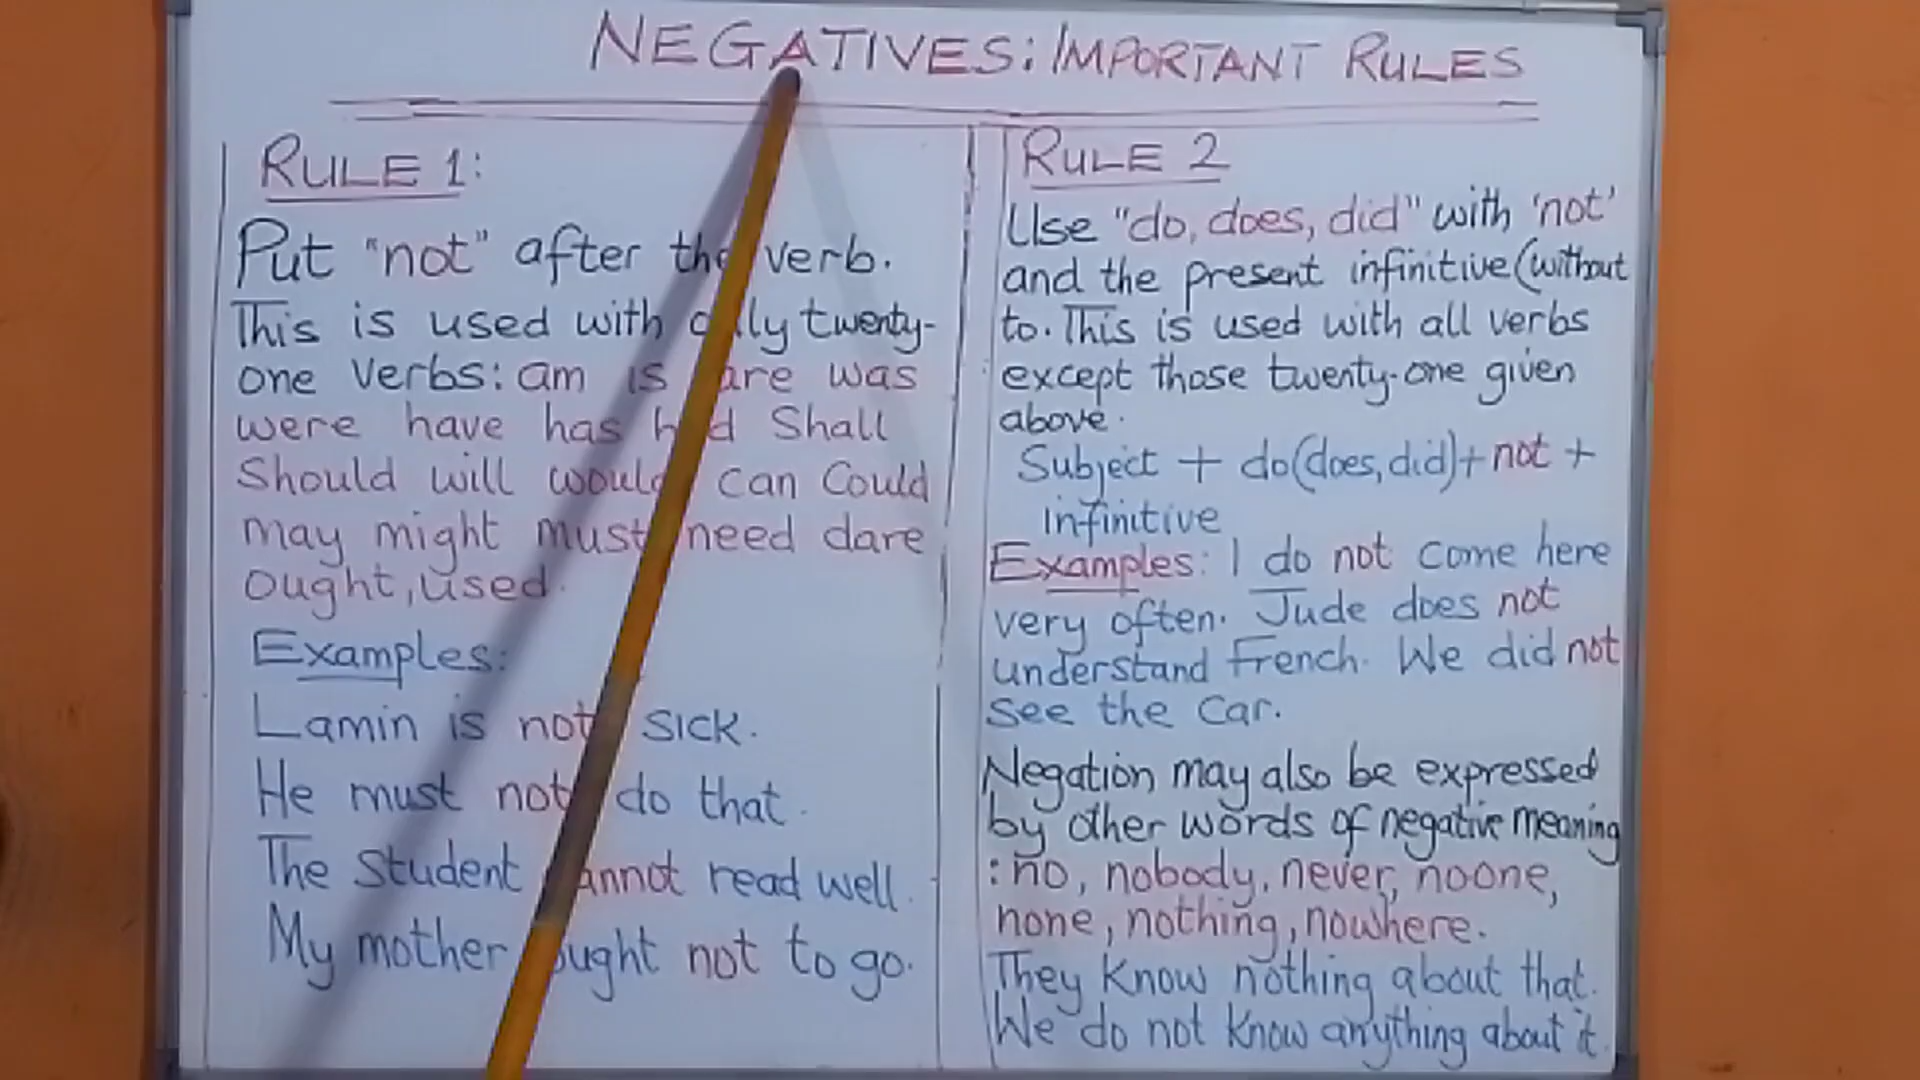 NEGATIVES: IMPORTANT RULES
RULE 1:
Put "not" after the verb.
This is used with only twenty-
one verbs: am is are was
were have has had Shall
Should will would can Could
may might must need dare
ought, used.
Examples:
Lamin is not sick.
He must not do that.
The Student cannot read well.
My mother ought not to go.
RULE 2
Use "do, does, did" with 'not'
and the present infinitive (without
to. This is used with all verbs
except those twenty-one given
above.
Subject + do(does, did)+ not +
infinitive
Examples: I do not come here
very often. Jude does not
understand French. We did not
see the car.
Negation may also be expressed
by other words of negative meaning
: no, nobody, never, noone,
none, nothing, nowhere.
They know nothing about that.
We do not know anything about it.